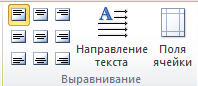 Направление
текста
Поля
ячейки
Выравнивание